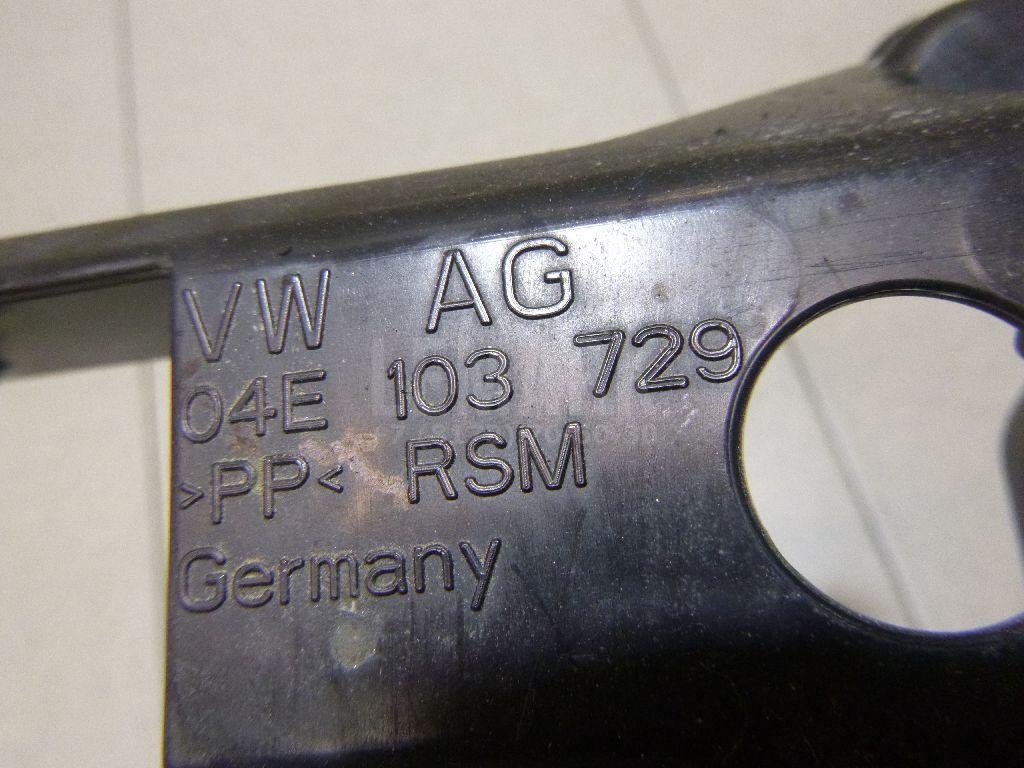 VW AG
04E 103 729
>PP< RSM
Germany